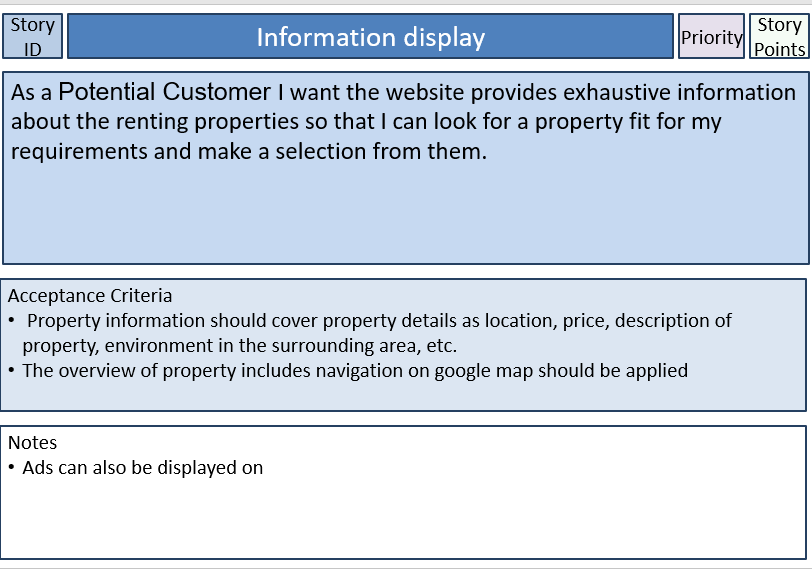 Story
ID
Information display
Priority
Story
Points
As a Potential Customer I want the website provides exhaustive information
about the renting properties so that I can look for a property fit for my
requirements and make a selection from them.
Acceptance Criteria
• Property information should cover property details as location, price, description of
property, environment in the surrounding area, etc.
• The overview of property includes navigation on google map should be applied
Notes
• Ads can also be displayed on